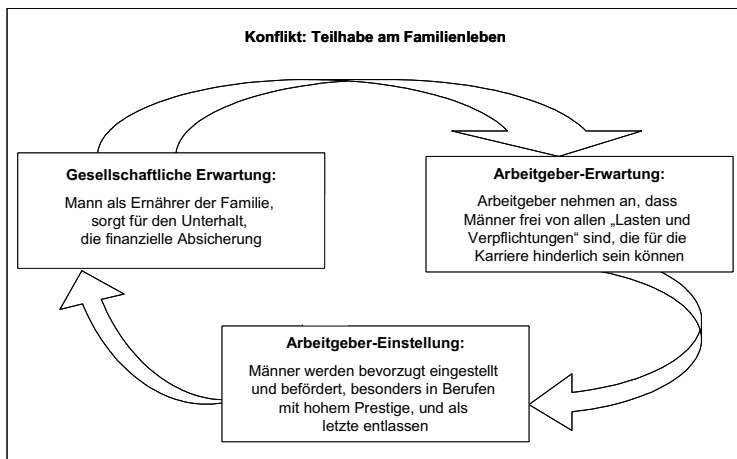 Konflikt: Teilhabe am Familienleben
Gesellschaftliche Erwartung:
Mann als Ernährer der Familie,
sorgt für den Unterhalt,
die finanzielle Absicherung
Arbeitgeber-Erwartung:
Arbeitgeber nehmen an, dass
Männer frei von allen „Lasten und
Verpflichtungen“ sind, die für die
Karriere hinderlich sein können
Arbeitgeber-Einstellung:
Männer werden bevorzugt eingestellt
und befördert, besonders in Berufen
mit hohem Prestige, und als
letzte entlassen